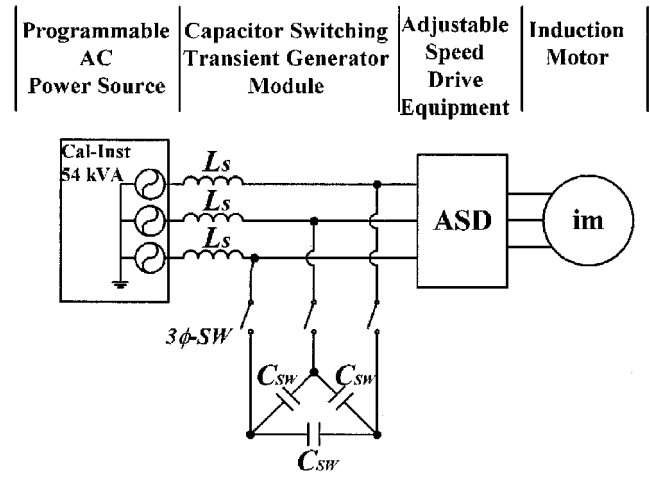 Programmable
AC
Power Source
Capacitor Switching
Transient Generator
Module
Adjustable
Speed
Drive
Equipment
Induction
Motor
Cal-Inst
54 kVA
Ls
Ls
Ls
ASD
im
3ϕ-SW
CSW
CSW
CSW